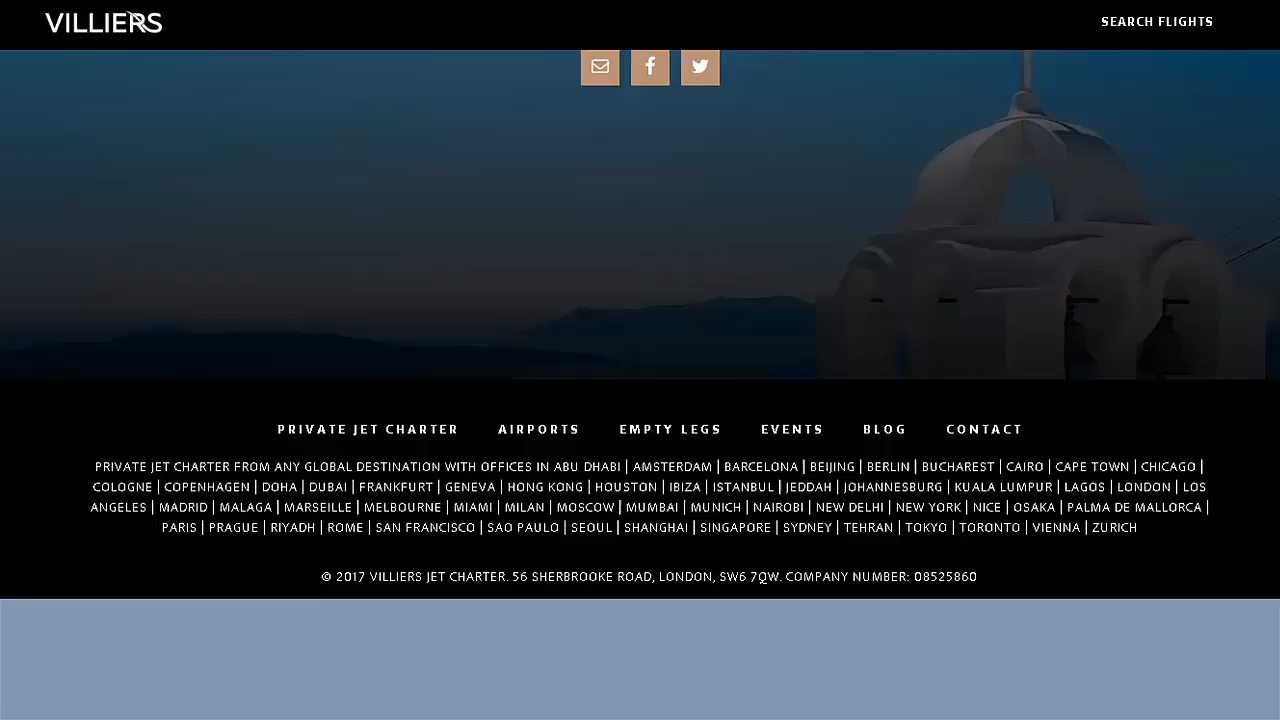 VILLIERS
SEARCH FLIGHTS
PRIVATE JET CHARTER AIRPORTS EMPTY LEGS EVENTS BLOG CONTACT
PRIVATE JET CHARTER FROM ANY GLOBAL DESTINATION WITH OFFICES IN ABU DHABI | AMSTERDAM | BARCELONA | BEIJING | BERLIN | BUCHAREST | CAIRO | CAPE TOWN | CHICAGO |
COLOGNE | COPENHAGEN | DOHA | DUBAI | FRANKFURT | GENEVA | HONG KONG | HOUSTON | IBIZA | ISTANBUL | JEDDAH | JOHANNESBURG | KUALA LUMPUR | LAGOS | LONDON | LOS
ANGELES | MADRID | MALAGA | MARSEILLE | MELBOURNE | MIAMI | MILAN | MOSCOW | MUMBAI | MUNICH | NAIROBI | NEW DELHI | NEW YORK | NICE | OSAKA | PALMA DE MALLORCA |
PARIS | PRAGUE | RIYADH | ROME | SAN FRANCISCO | SAO PAULO | SEOUL | SHANGHAI | SINGAPORE | SYDNEY | TEHRAN | TOKYO | TORONTO | VIENNA | ZURICH
© 2017 VILLIERS JET CHARTER. 56 SHERBROOKE ROAD, LONDON, SW6 7QW. COMPANY NUMBER: 08525860